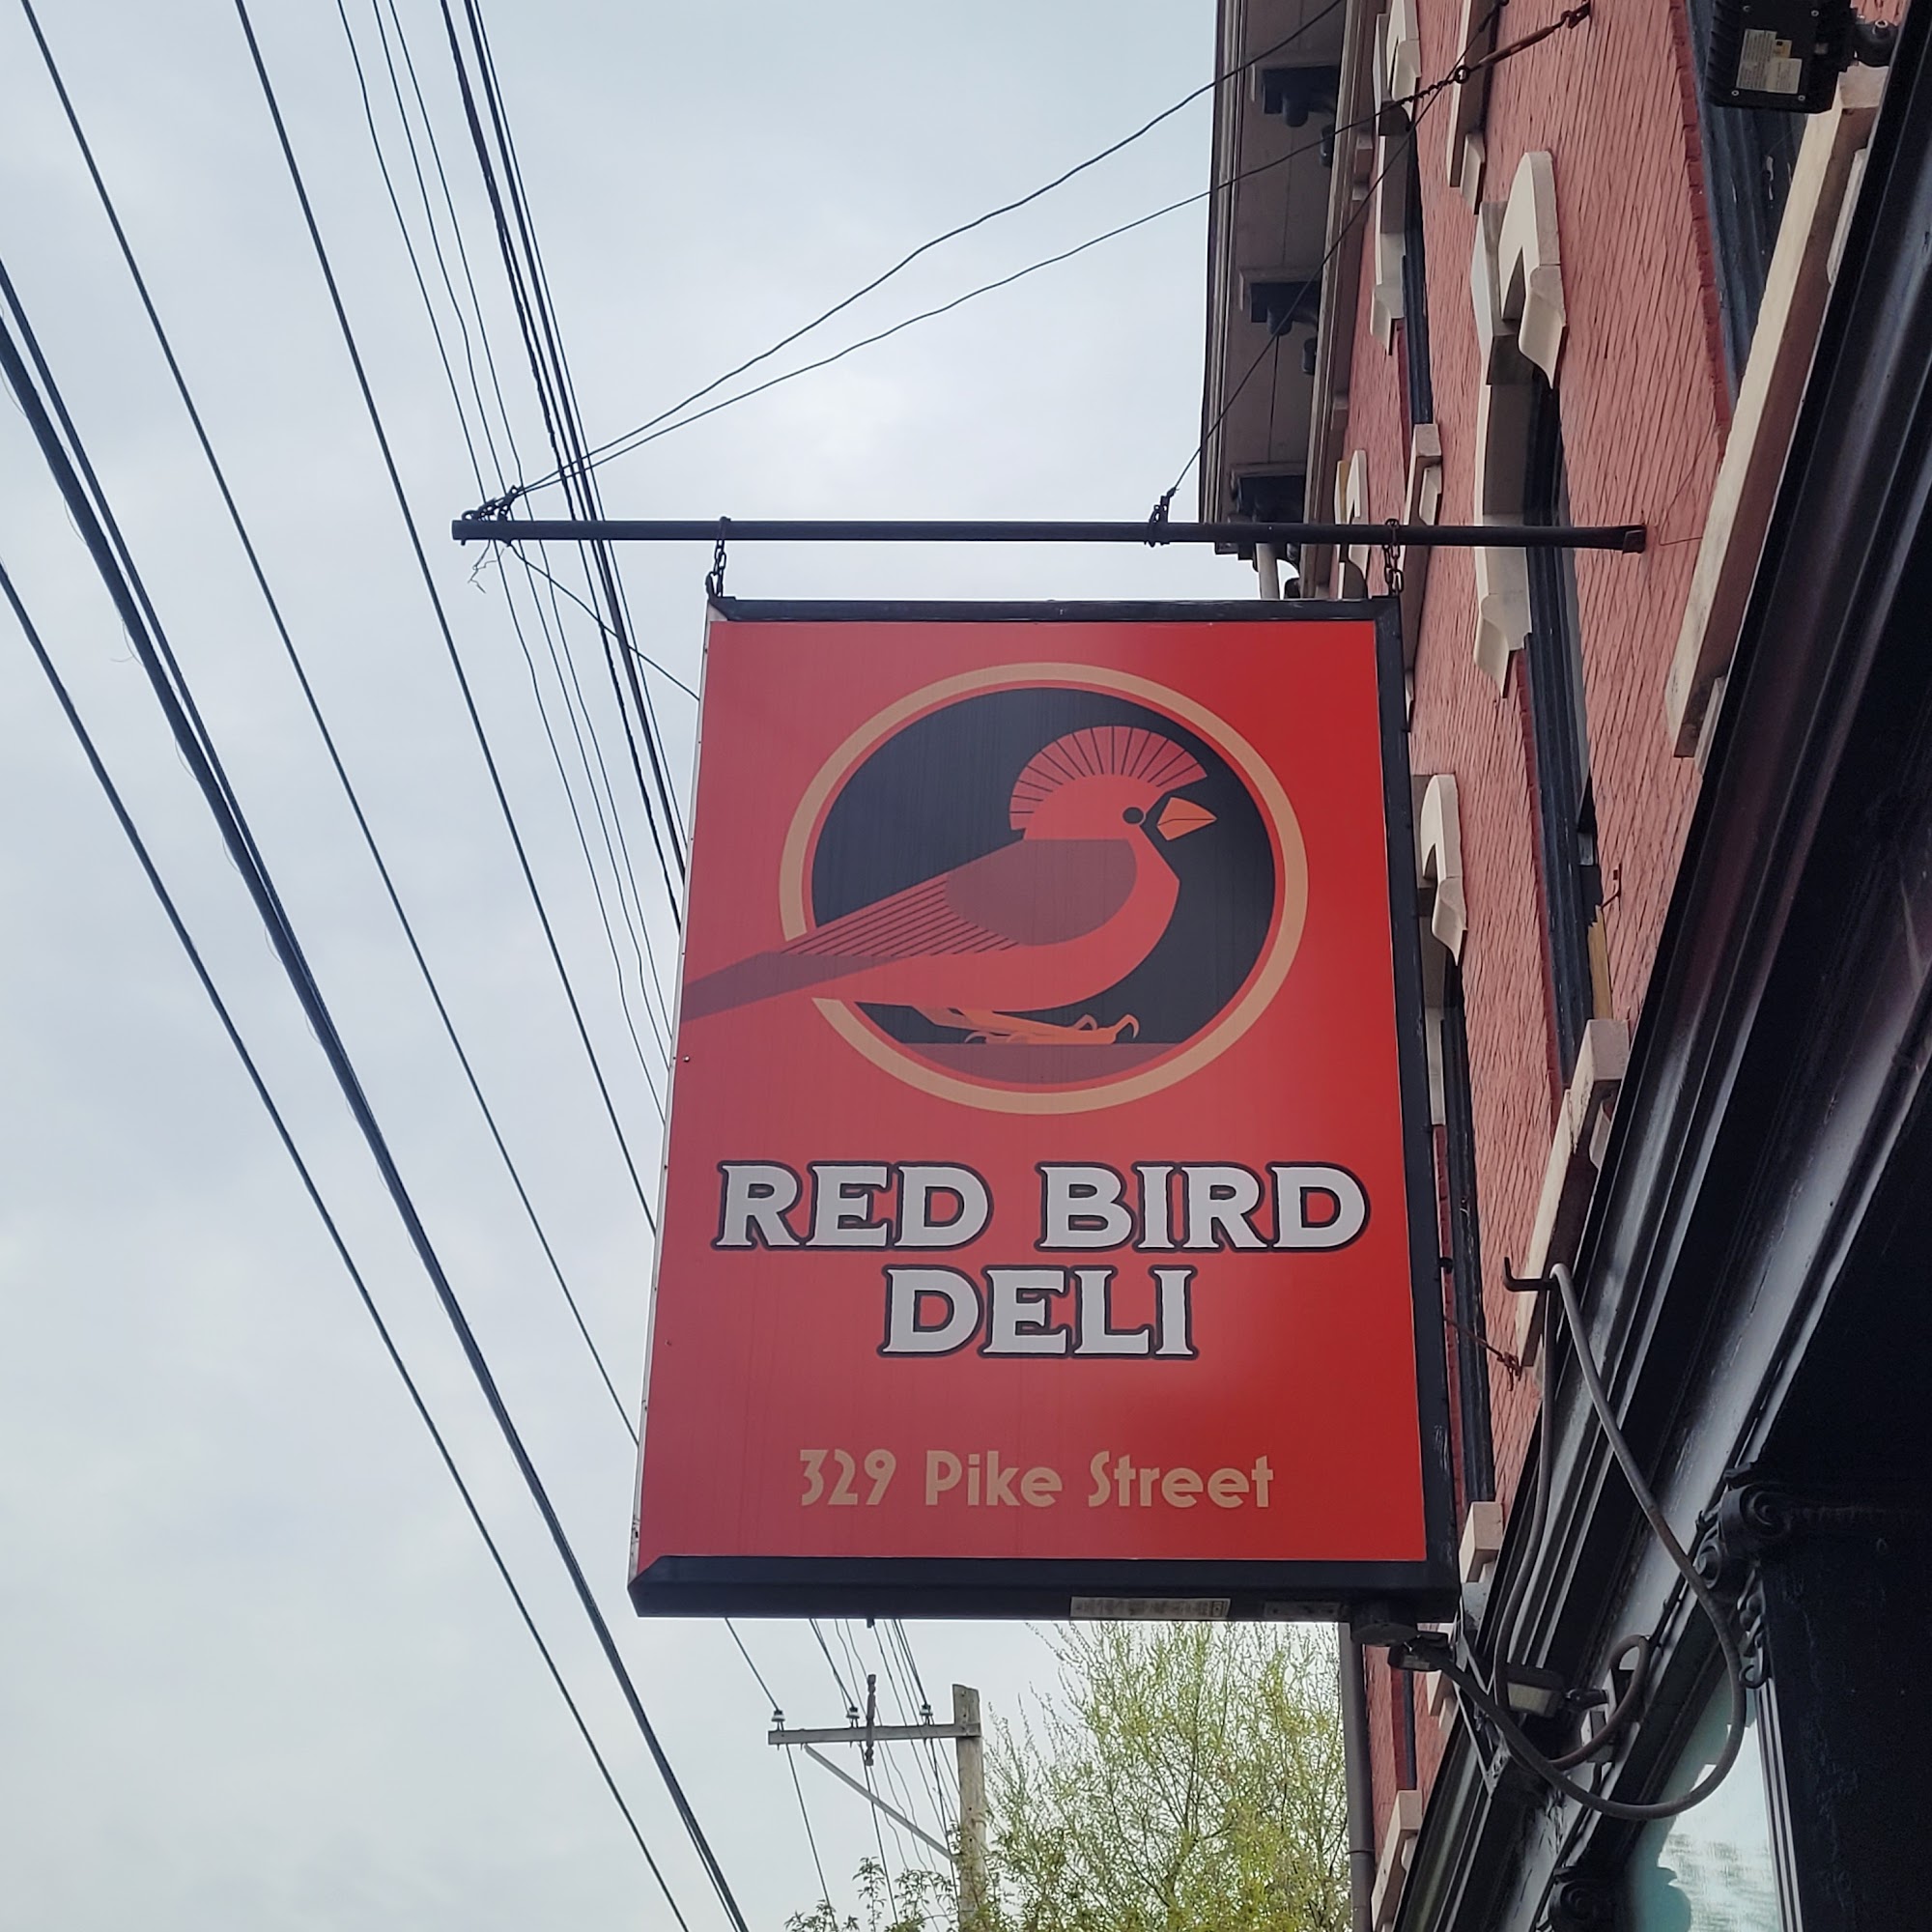 RED BIRD
DELI
329 Pike Street